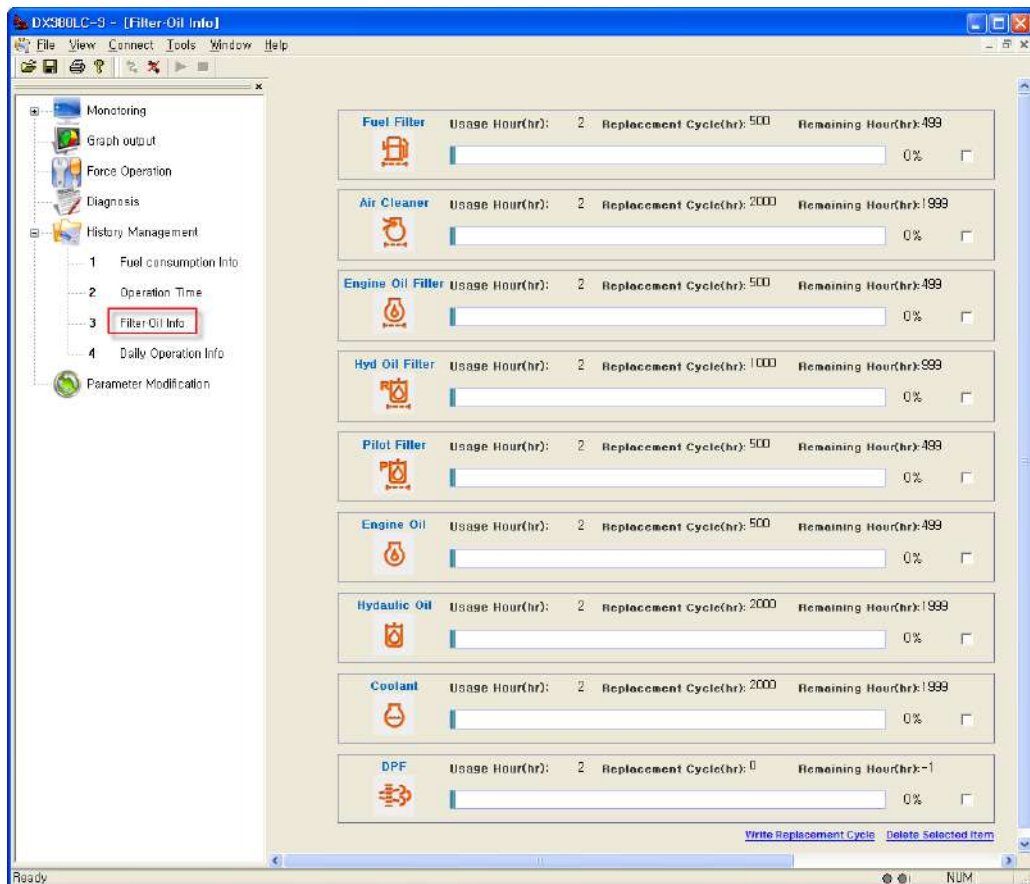 DX380LC-3 - [Filter-Oil Info]
File View Connect Tools Window Help
Monotoring
Graph output
Force Operation
Diagnosis
History Management
1 Fuel consumption Info
2 Operation Time
3 Filter-Oil Info
4 Daily Operation Info
Parameter Modification
Fuel Filter Usage Hour(hr): 2 Replacement Cycle(hr): 500 Remaining Hour(hr): 499
0%
Air Cleaner Usage Hour(hr): 2 Replacement Cycle(hr): 2000 Remaining Hour(hr): 1999
0%
Engine Oil Filter Usage Hour(hr): 2 Replacement Cycle(hr): 500 Remaining Hour(hr): 499
0%
Hyd Oil Filter Usage Hour(hr): 2 Replacement Cycle(hr): 1000 Remaining Hour(hr): 999
R
0%
Pilot Filter Usage Hour(hr): 2 Replacement Cycle(hr): 500 Remaining Hour(hr): 499
P
0%
Engine Oil Usage Hour(hr): 2 Replacement Cycle(hr): 500 Remaining Hour(hr): 499
0%
Hydaulic Oil Usage Hour(hr): 2 Replacement Cycle(hr): 2000 Remaining Hour(hr): 1999
0%
Coolant Usage Hour(hr): 2 Replacement Cycle(hr): 2000 Remaining Hour(hr): 1999
0%
DPF Usage Hour(hr): 2 Replacement Cycle(hr): 0 Remaining Hour(hr): -1
0%
Write Replacement Cycle Delete Selected Item
Ready NUM